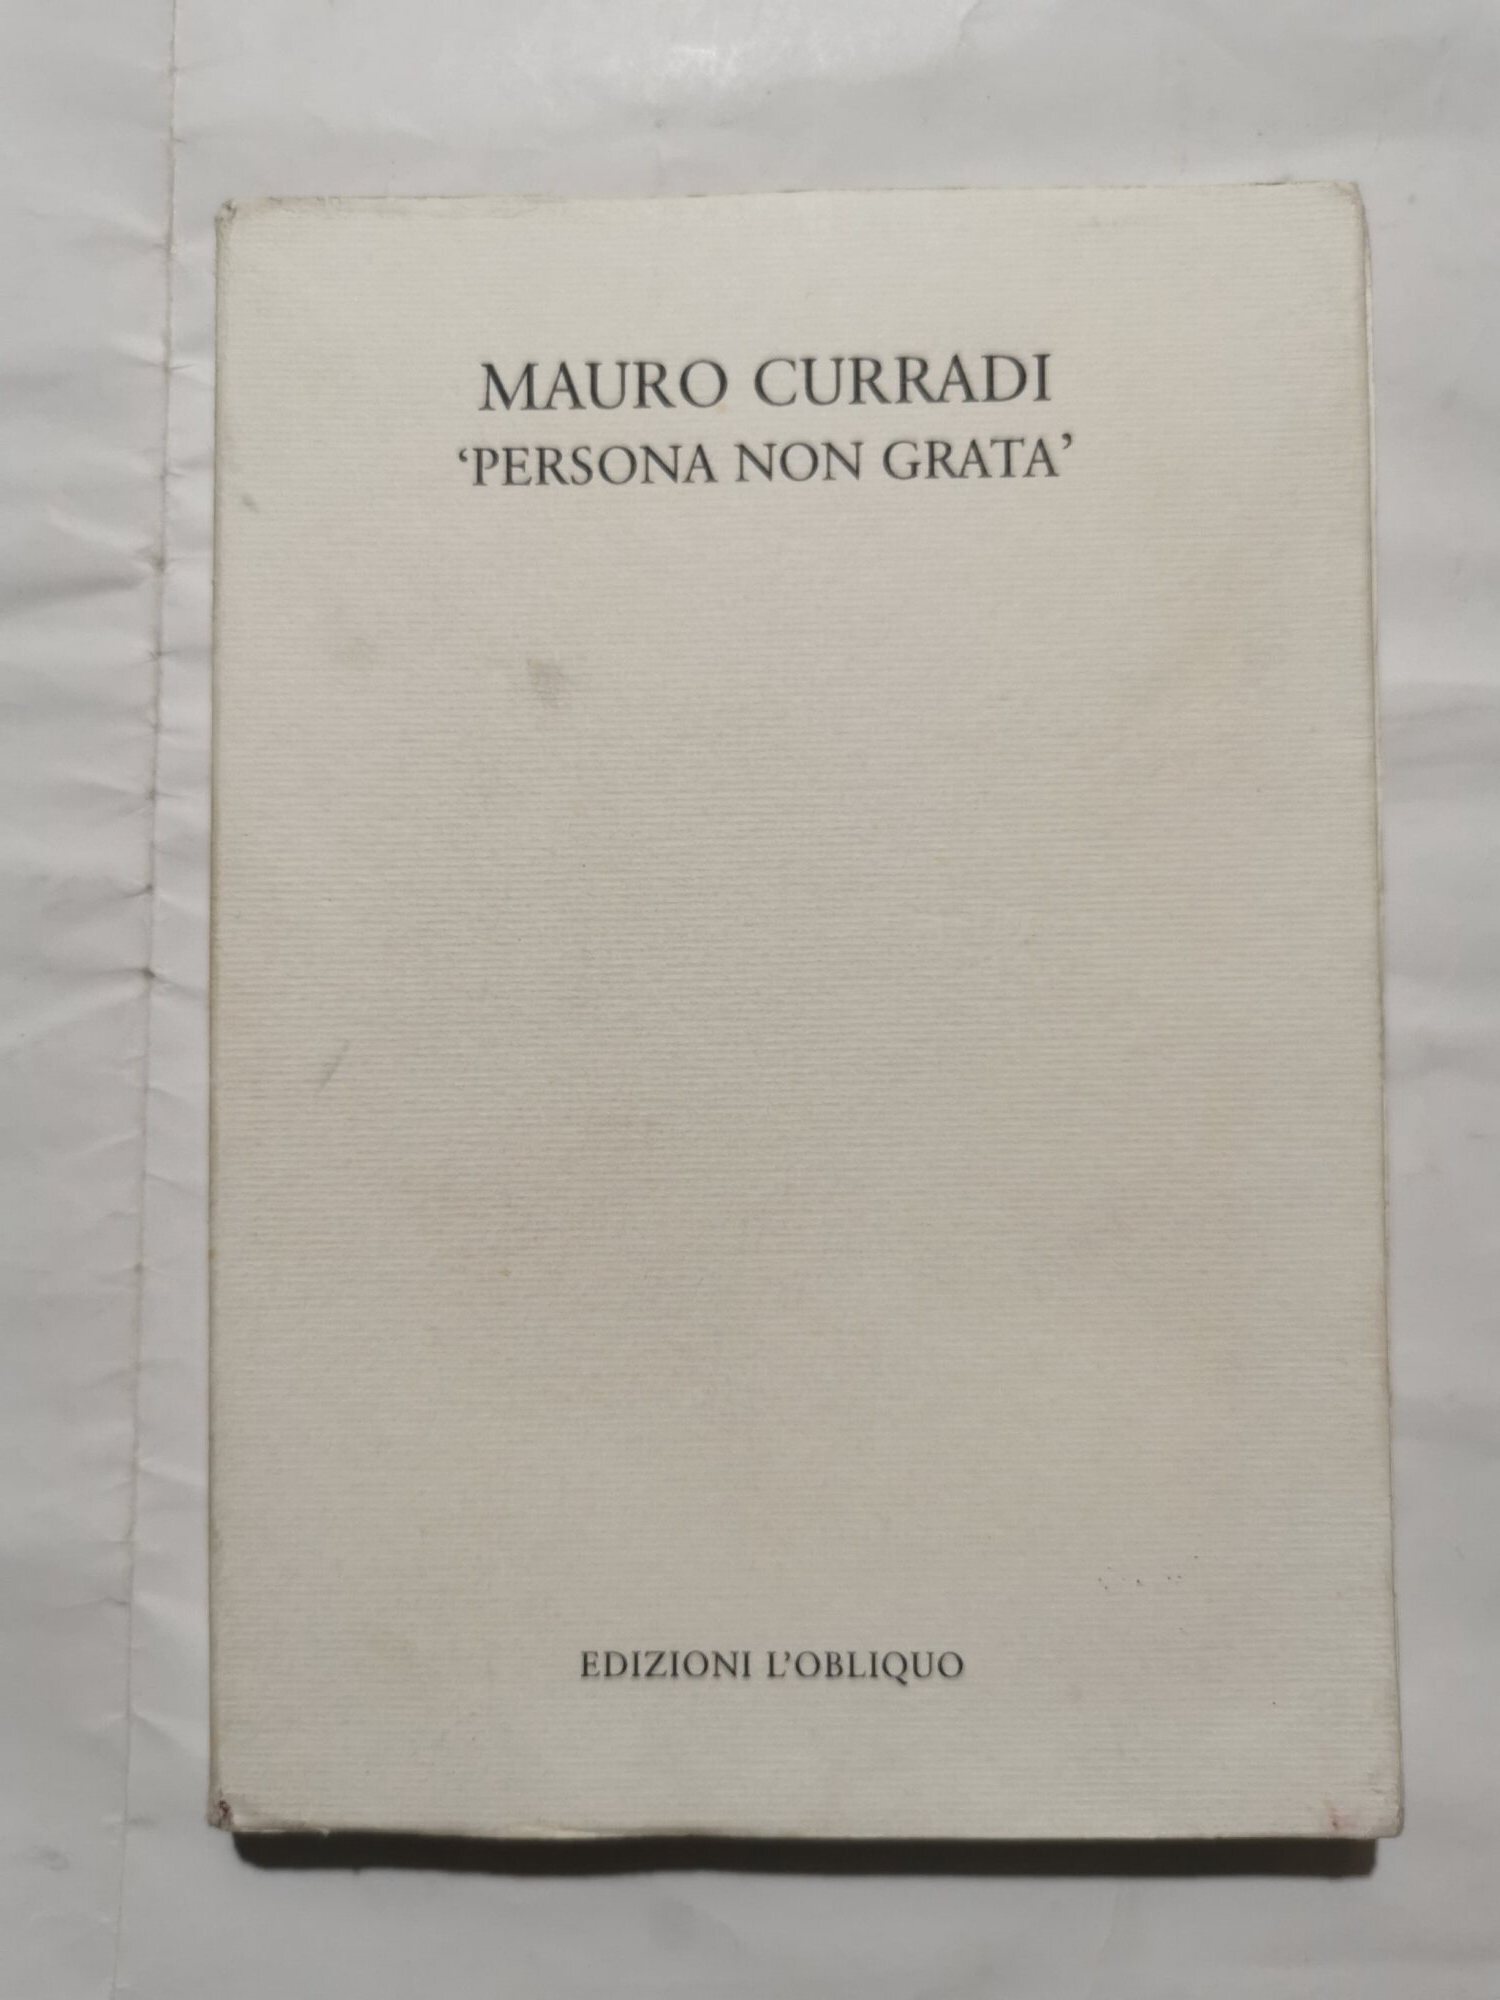 MAURO CURRADI
‘PERSONA NON GRATA’
EDIZIONI L’OBLIQUO